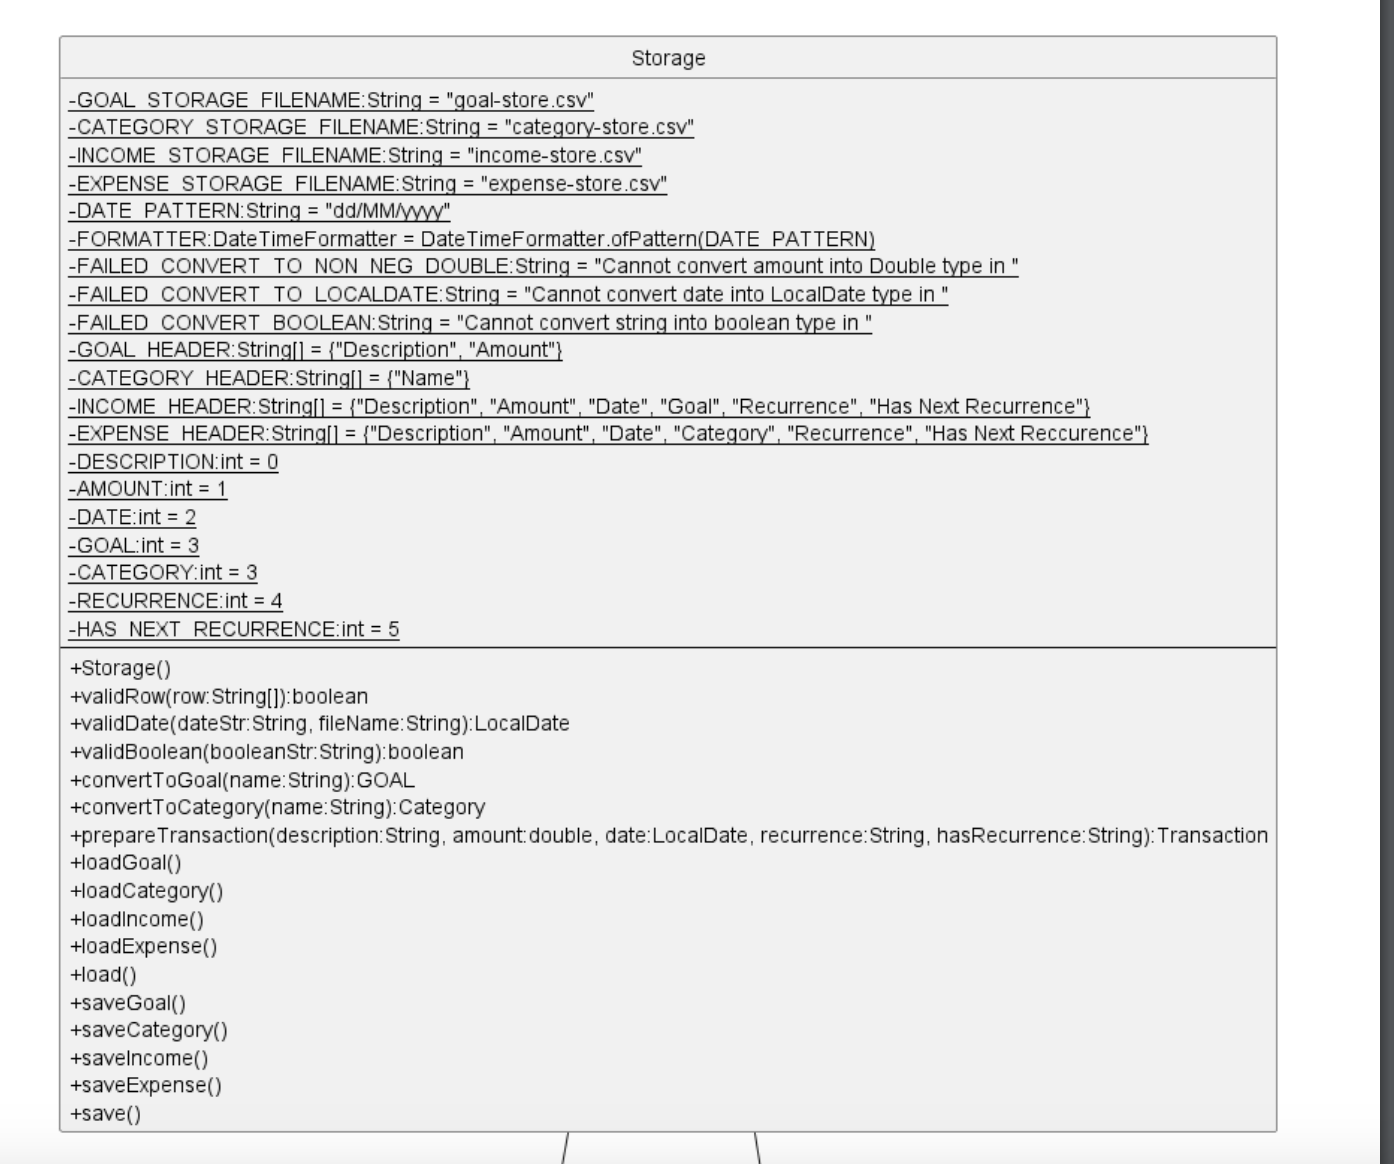 Storage
-GOAL_STORAGE_FILENAME:String = "goal-store.csv"
-CATEGORY_STORAGE_FILENAME:String = "category-store.csv"
-INCOME_STORAGE_FILENAME:String = "income-store.csv"
-EXPENSE_STORAGE_FILENAME:String = "expense-store.csv"
-DATE_PATTERN:String = "dd/MM/yyyy"
-FORMATTER:DateTimeFormatter = DateTimeFormatter.ofPattern(DATE_PATTERN)
-FAILED_CONVERT_TO_NON_NEG_DOUBLE:String = "Cannot convert amount into Double type in "
-FAILED_CONVERT_TO_LOCALDATE:String = "Cannot convert date into LocalDate type in "
-FAILED_CONVERT_BOOLEAN:String = "Cannot convert string into boolean type in "
-GOAL_HEADER:String[] = {"Description", "Amount"}
-CATEGORY_HEADER:String[] = {"Name"}
-INCOME_HEADER:String[] = {"Description", "Amount", "Date", "Goal", "Recurrence", "Has Next Recurrence"}
-EXPENSE_HEADER:String[] = {"Description", "Amount", "Date", "Category", "Recurrence", "Has Next Reccurence"}
-DESCRIPTION:int = 0
-AMOUNT:int = 1
-DATE:int = 2
-GOAL:int = 3
-CATEGORY:int = 3
-RECURRENCE:int = 4
-HAS_NEXT_RECURRENCE:int = 5
+Storage()
+validRow(row:String[]):boolean
+validDate(dateStr:String, fileName:String):LocalDate
+validBoolean(booleanStr:String):boolean
+convertToGoal(name:String):GOAL
+convertToCategory(name:String):Category
+prepareTransaction(description:String, amount:double, date:LocalDate, recurrence:String, hasRecurrence:String):Transaction
+loadGoal()
+loadCategory()
+loadIncome()
+loadExpense()
+load()
+saveGoal()
+saveCategory()
+saveIncome()
+saveExpense()
+save()